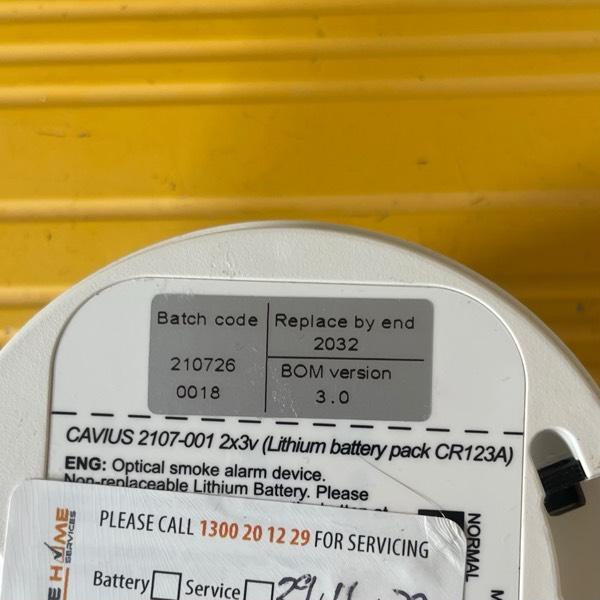 Batch code
210726
0018
Replace by end
2032
BOM version
3.0
CAVIUS 2107-001 2x3v (Lithium battery pack CR123A)
ENG: Optical smoke alarm device.
Non-replaceable Lithium Battery. Please
NORMAL
HOME
SERVICES
PLEASE CALL 1300 20 12 29 FOR SERVICING
Battery Service